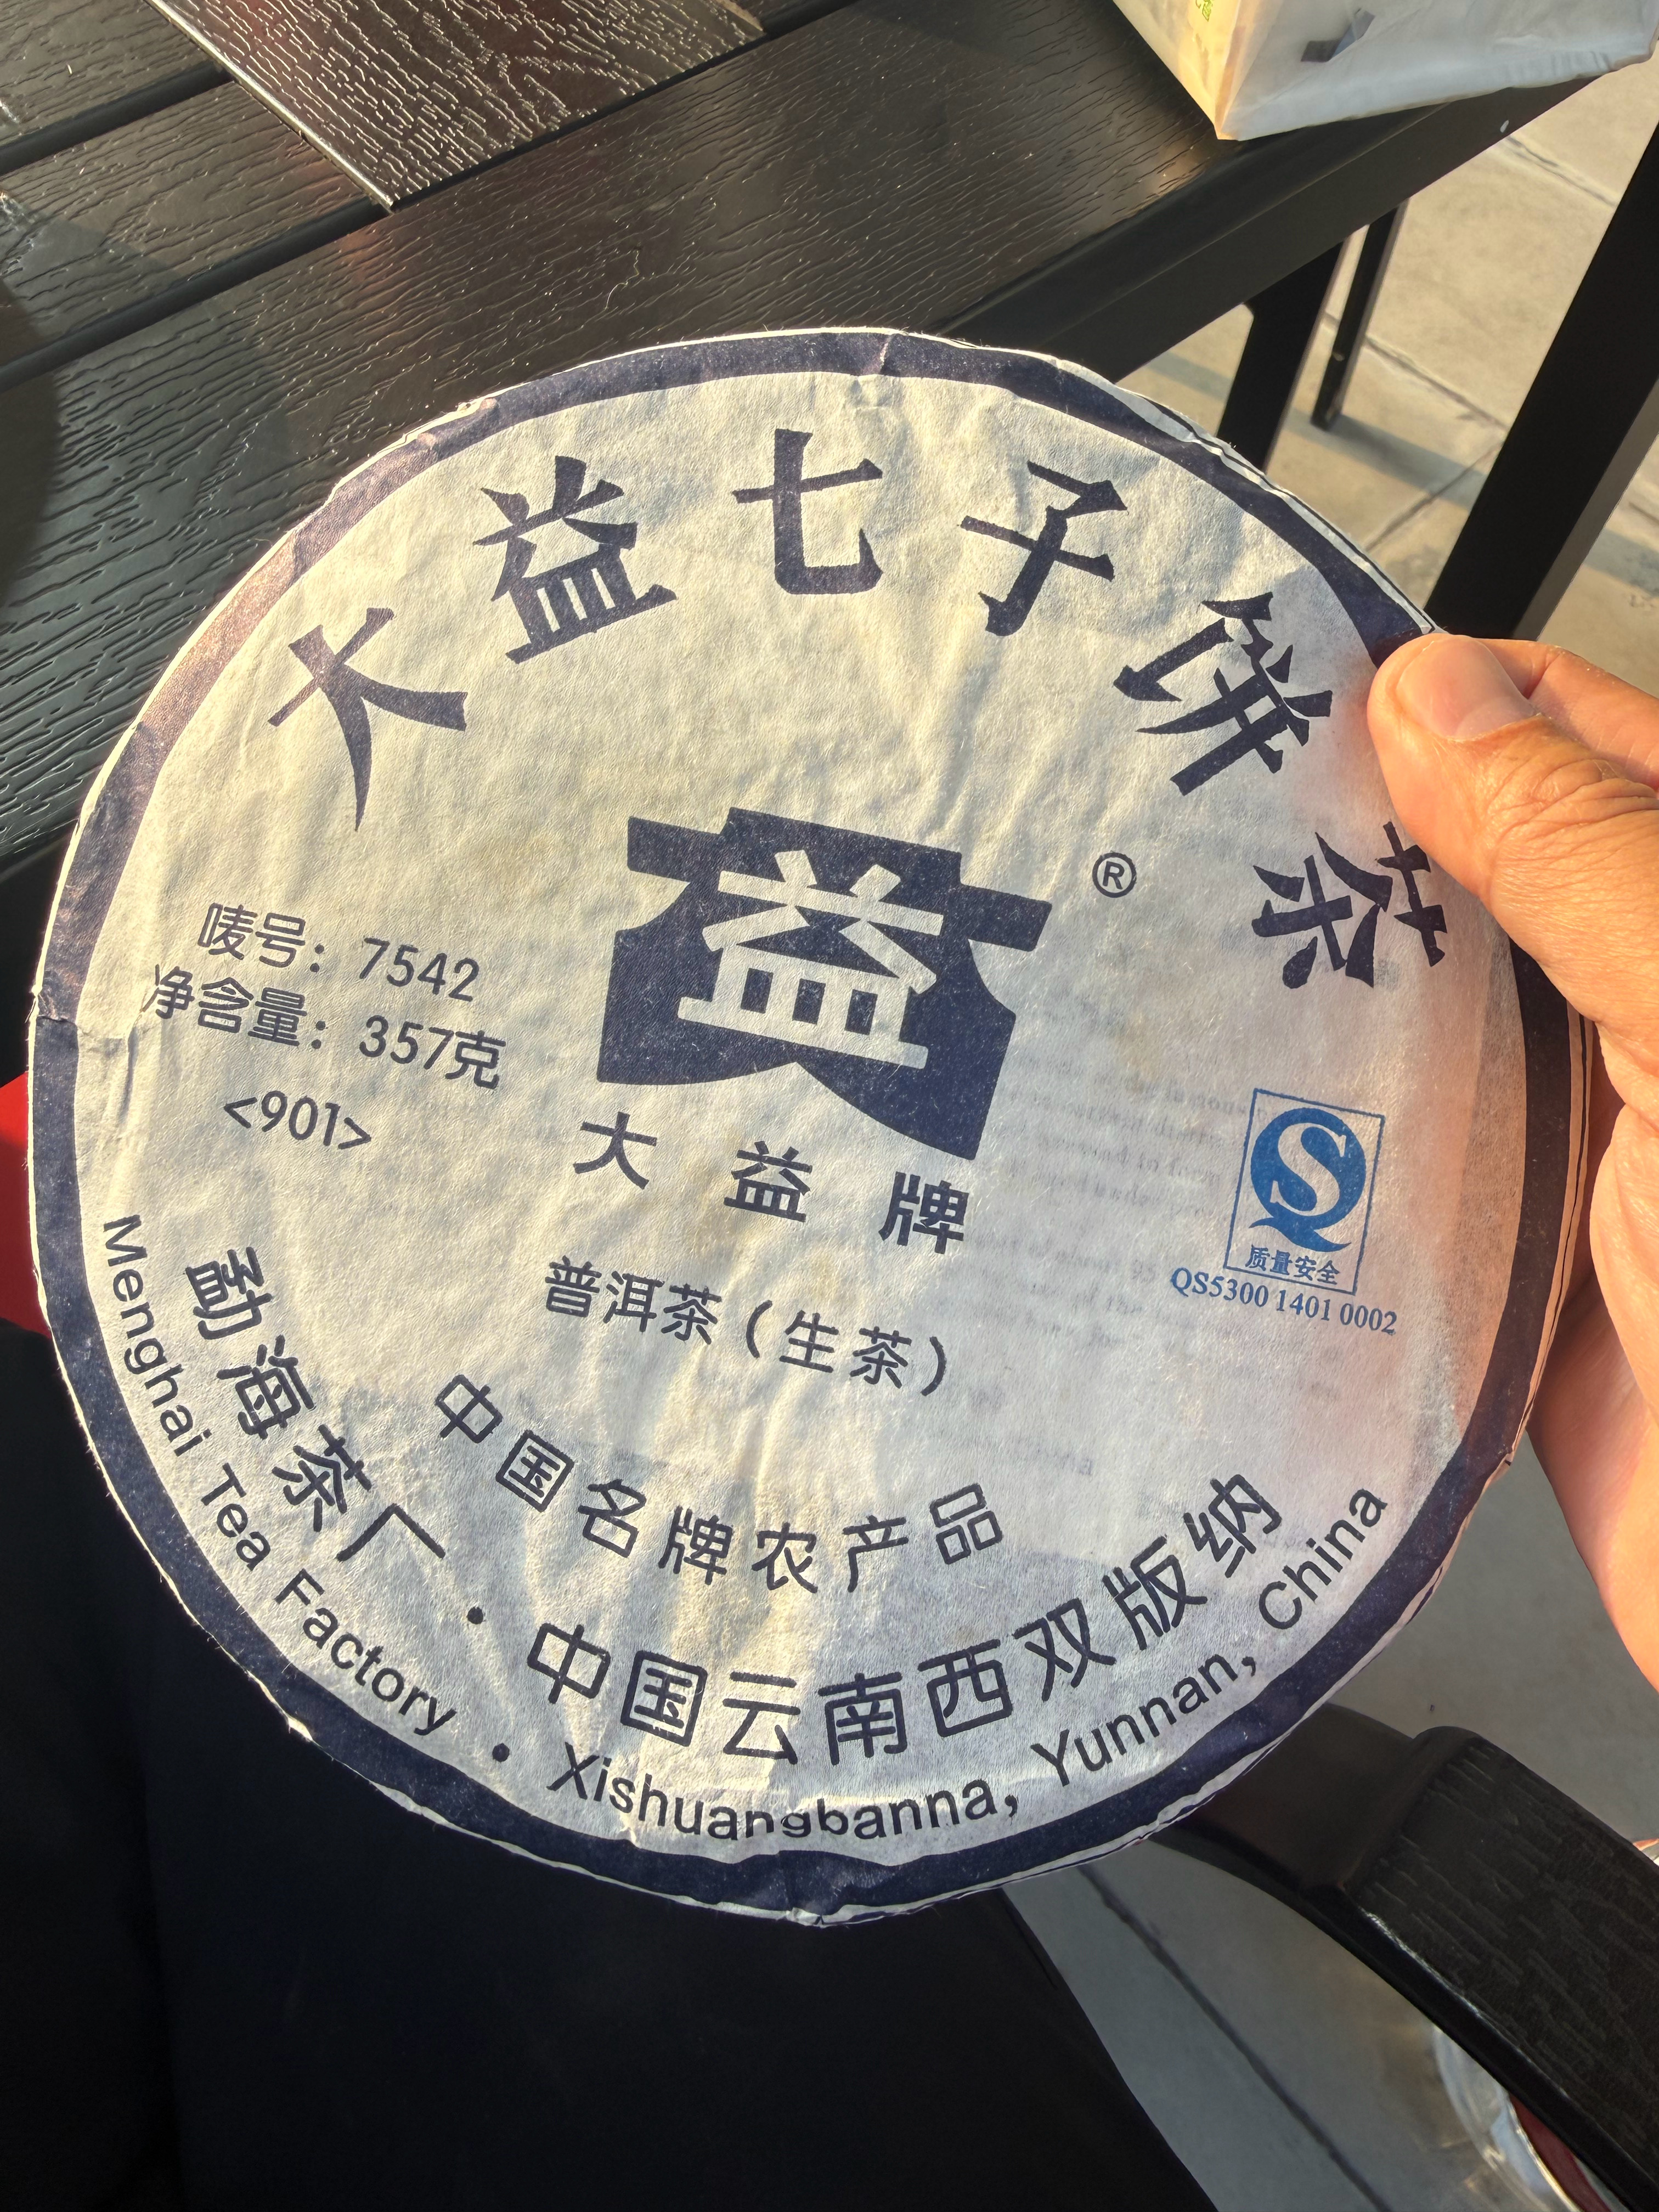 大益七子饼茶
益
®
唛号：7542
净含量：357克
<901>
大益牌
普洱茶（生茶）
中国名牌农产品
QS
质量安全
QS5300 1401 0002
勐海茶厂·中国云南西双版纳
Menghai Tea Factory • Xishuangbanna, Yunnan, China